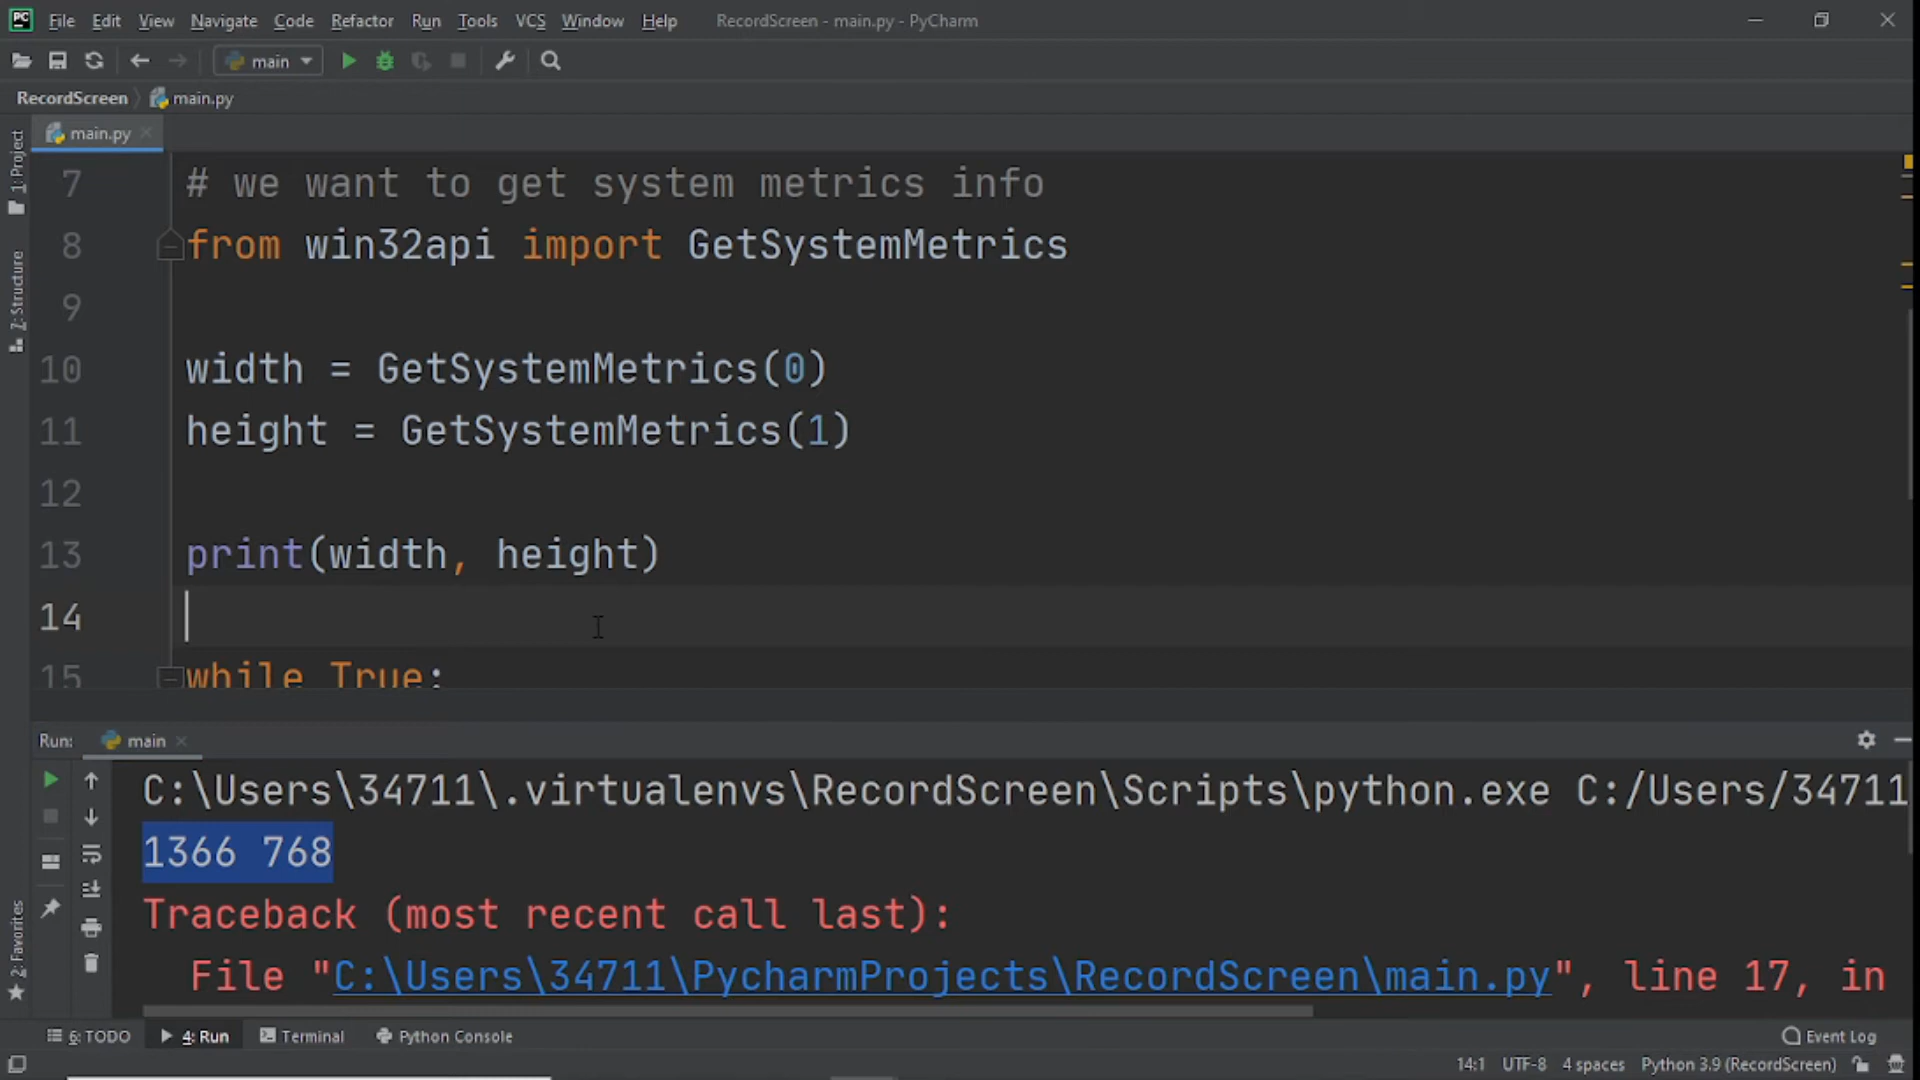 PC File Edit View Navigate Code Refactor Run Tools VCS Window Help RecordScreen - main.py - PyCharm
main
RecordScreen main.py
main.py
1: Project
7: Structure
2: Favorites
7 # we want to get system metrics info
8 from win32api import GetSystemMetrics
9
10 width = GetSystemMetrics(0)
11 height = GetSystemMetrics(1)
12
13 print(width, height)
14
15 while True:
Run: main
C:\Users\34711\.virtualenvs\RecordScreen\Scripts\python.exe C:/Users/34711
1366 768
Traceback (most recent call last):
File "C:\Users\34711\PycharmProjects\RecordScreen\main.py", line 17, in
6: TODO 4: Run Terminal Python Console Event Log
14:1 UTF-8 4 spaces Python 3.9 (RecordScreen)